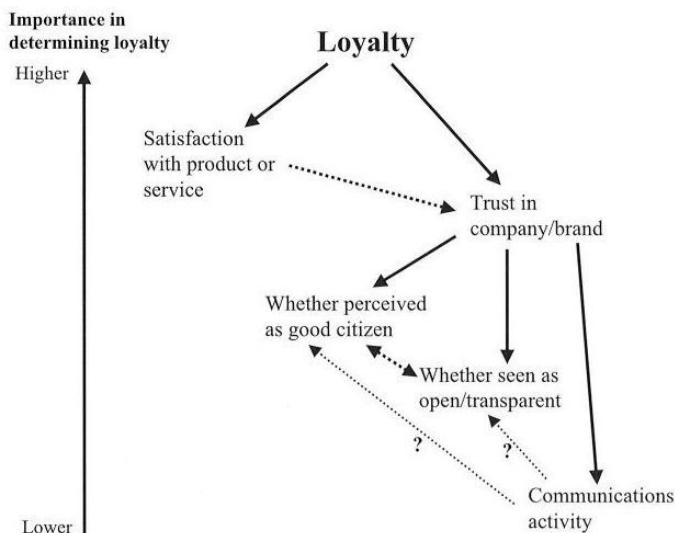 Importance in
determining loyalty
Loyalty
Higher
Satisfaction
with product or
service
Trust in
company/brand
Whether perceived
as good citizen
Whether seen as
open/transparent
?
?
Communications
activity
Lower